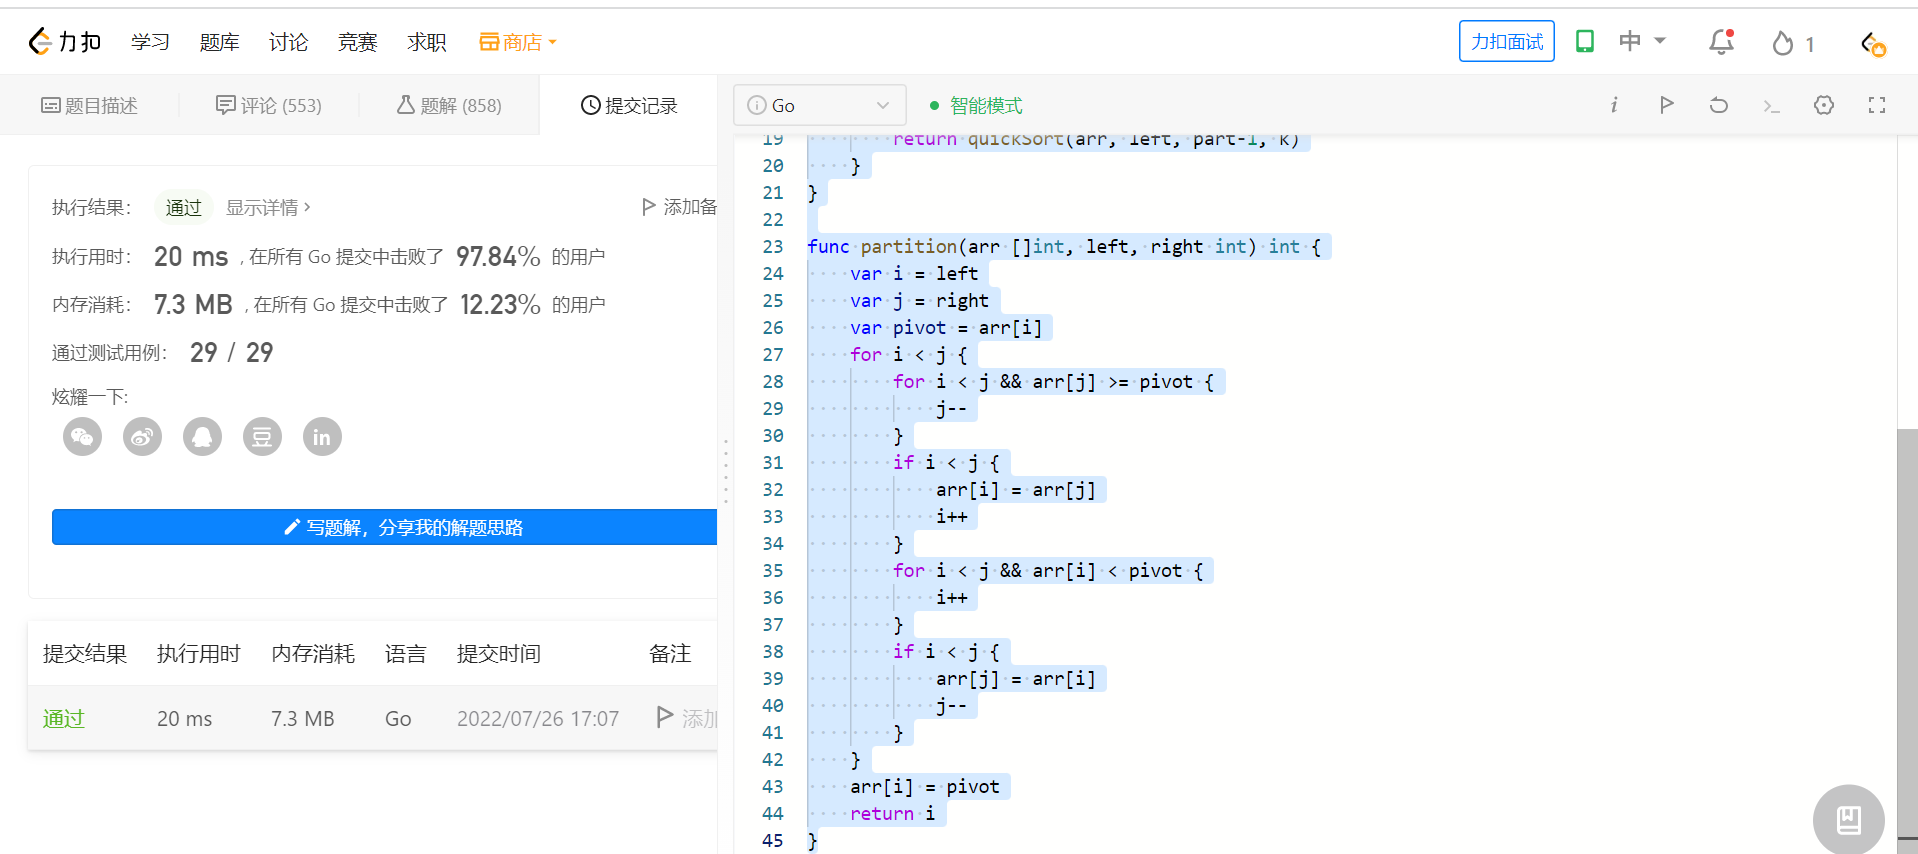 力扣 学习 题库 讨论 竞赛 求职 商店 力扣面试 中 1
题目描述 评论 (553) 题解 (858) 提交记录
执行结果： 通过 显示详情 > 添加备
执行用时： 20 ms , 在所有 Go 提交中击败了 97.84% 的用户
内存消耗： 7.3 MB , 在所有 Go 提交中击败了 12.23% 的用户
通过测试用例： 29 / 29
炫耀一下:
豆 in
写题解，分享我的解题思路
提交结果 执行用时 内存消耗 语言 提交时间 备注
通过 20 ms 7.3 MB Go 2022/07/26 17:07 添加
Go 智能模式
19 return quickSort(arr, left, part-1, k)
20 }
21 }
22
23 func partition(arr []int, left, right int) int {
24 var i = left
25 var j = right
26 var pivot = arr[i]
27 for i < j {
28 for i < j && arr[j] >= pivot {
29 j--
30 }
31 if i < j {
32 arr[i] = arr[j]
33 i++
34 }
35 for i < j && arr[i] < pivot {
36 i++
37 }
38 if i < j {
39 arr[j] = arr[i]
40 j--
41 }
42 }
43 arr[i] = pivot
44 return i
45 }